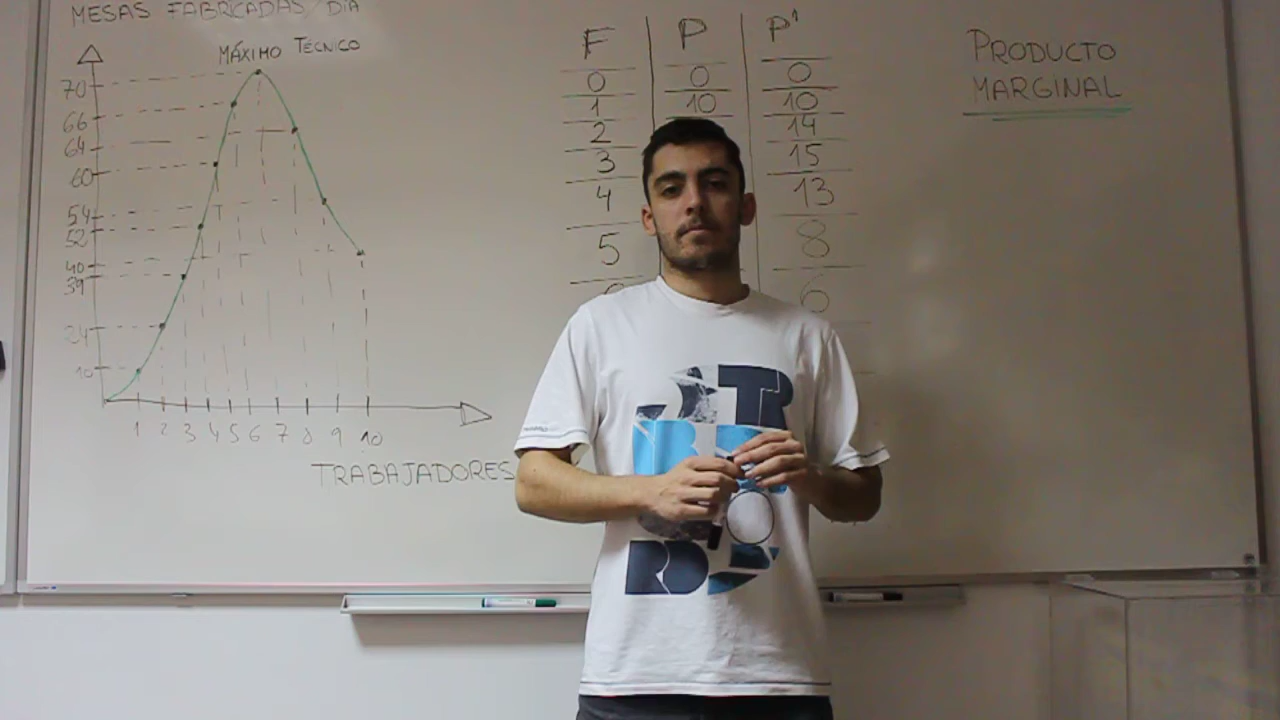 MESAS FABRICADAS/DÍA
MÁXIMO TÉCNICO
70
66
64
60
54
52
40
39
24
10
1 2 3 4 5 6 7 8 9 10
TRABAJADORES
F P P'
0 0 0
1 10 10
2 14
3 15
4 13
5 8
6
PRODUCTO
MARGINAL